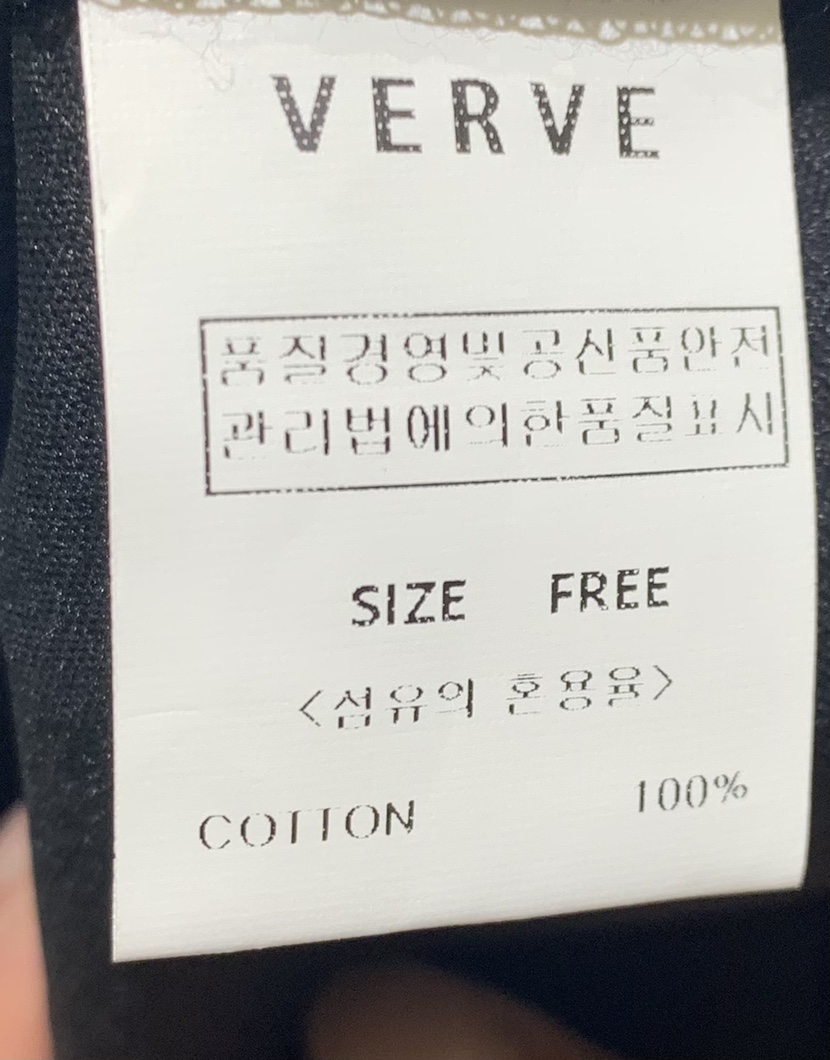 VERVE
품질경영및공산품안전
관리법에의한품질표시
SIZE FREE
<섬유의 혼용율>
COTTON 100%